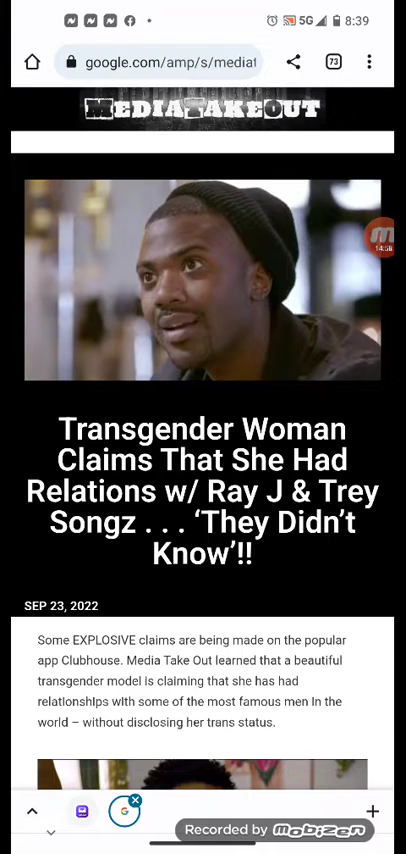 5G 8:39
google.com/amp/s/mediat
73
MEDIATAKEOUT
14:58
Transgender Woman
Claims That She Had
Relations w/ Ray J & Trey
Songz . . . ‘They Didn’t
Know’!!
SEP 23, 2022
Some EXPLOSIVE claims are being made on the popular
app Clubhouse. Media Take Out learned that a beautiful
transgender model is claiming that she has had
relationships with some of the most famous men in the
world – without disclosing her trans status.
Recorded by mobizen